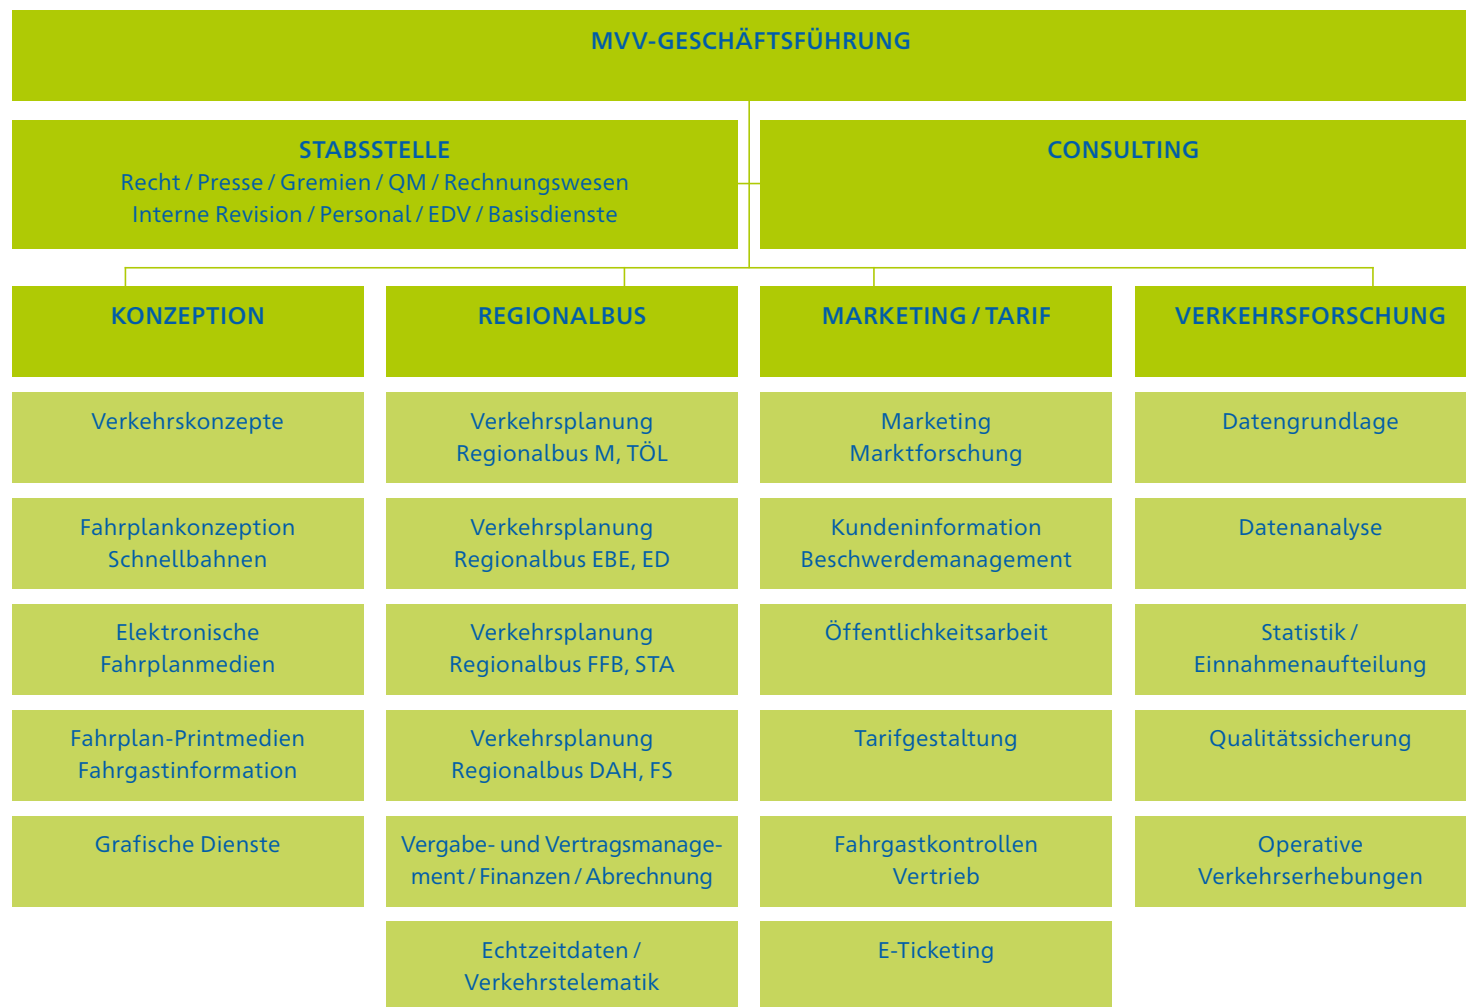 MVV-GESCHÄFTSFÜHRUNG
STABSSTELLE
Recht / Presse / Gremien / QM / Rechnungswesen
Interne Revision / Personal / EDV / Basisdienste
CONSULTING
KONZEPTION
Verkehrskonzepte
Fahrplankonzeption
Schnellbahnen
Elektronische
Fahrplanmedien
Fahrplan-Printmedien
Fahrgastinformation
Grafische Dienste
REGIONALBUS
Verkehrsplanung
Regionalbus M, TÖL
Verkehrsplanung
Regionalbus EBE, ED
Verkehrsplanung
Regionalbus FFB, STA
Verkehrsplanung
Regionalbus DAH, FS
Vergabe- und Vertragsmanage-
ment / Finanzen / Abrechnung
Echtzeitdaten /
Verkehrstelematik
MARKETING / TARIF
Marketing
Marktforschung
Kundeninformation
Beschwerdemanagement
Öffentlichkeitsarbeit
Tarifgestaltung
Fahrgastkontrollen
Vertrieb
E-Ticketing
VERKEHRSFORSCHUNG
Datengrundlage
Datenanalyse
Statistik /
Einnahmenaufteilung
Qualitätssicherung
Operative
Verkehrserhebungen